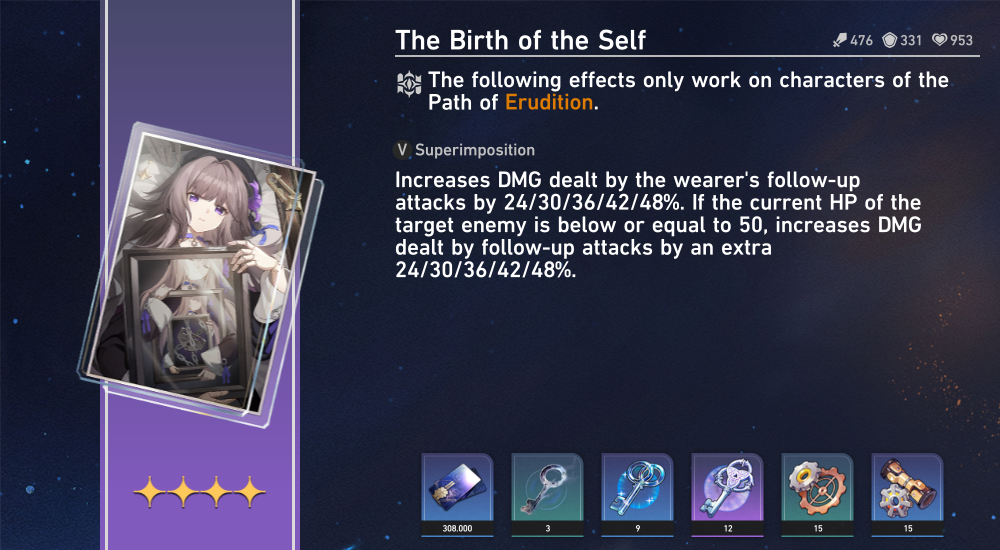 The Birth of the Self
476 331 953
The following effects only work on characters of the
Path of Erudition.
V Superimposition
Increases DMG dealt by the wearer's follow-up
attacks by 24/30/36/42/48%. If the current HP of the
target enemy is below or equal to 50, increases DMG
dealt by follow-up attacks by an extra
24/30/36/42/48%.
308.000 3 9 12 15 15